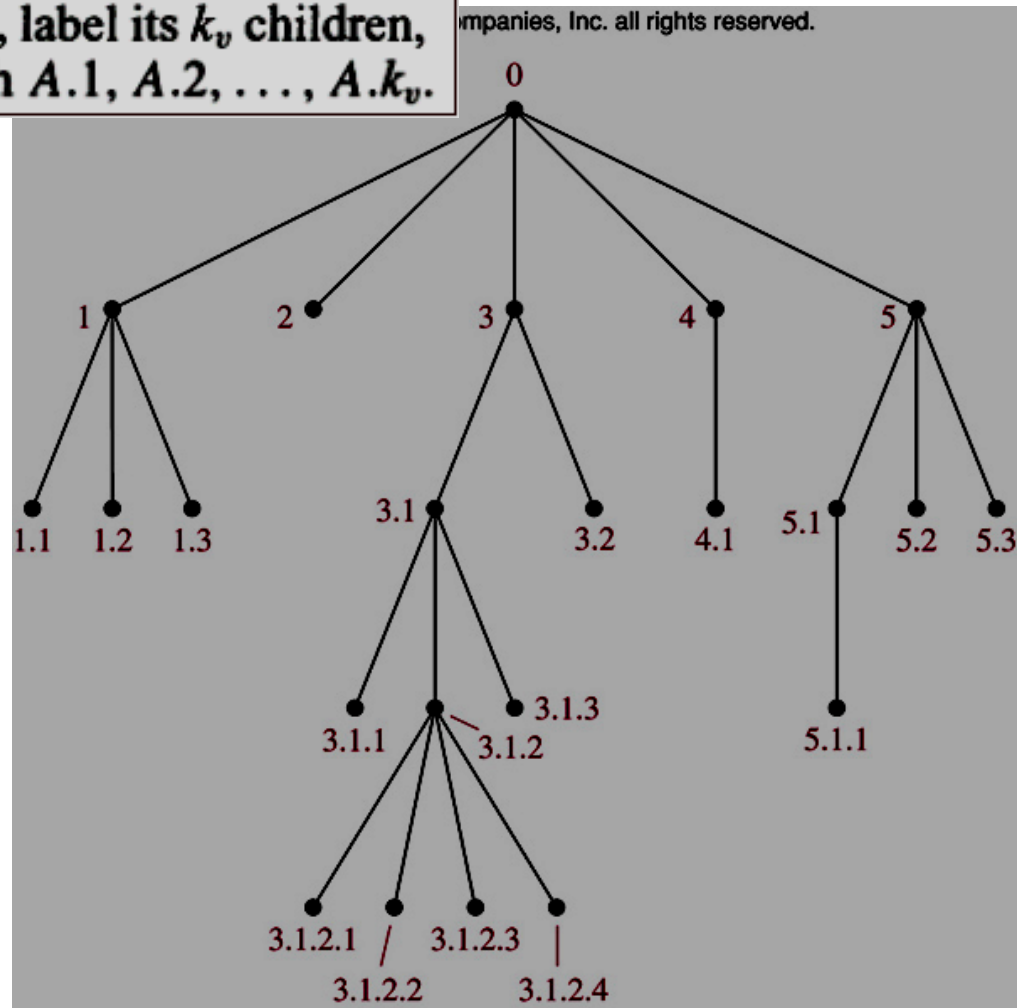 , label its kᵥ children,
A.1, A.2, . . . , A.kᵥ.
Inc. all rights reserved.
0
1 2 3 4 5
1.1 1.2 1.3 3.1 3.2 4.1 5.1 5.2 5.3
3.1.1 3.1.2 3.1.3 5.1.1
3.1.2.1 3.1.2.2 3.1.2.3 3.1.2.4